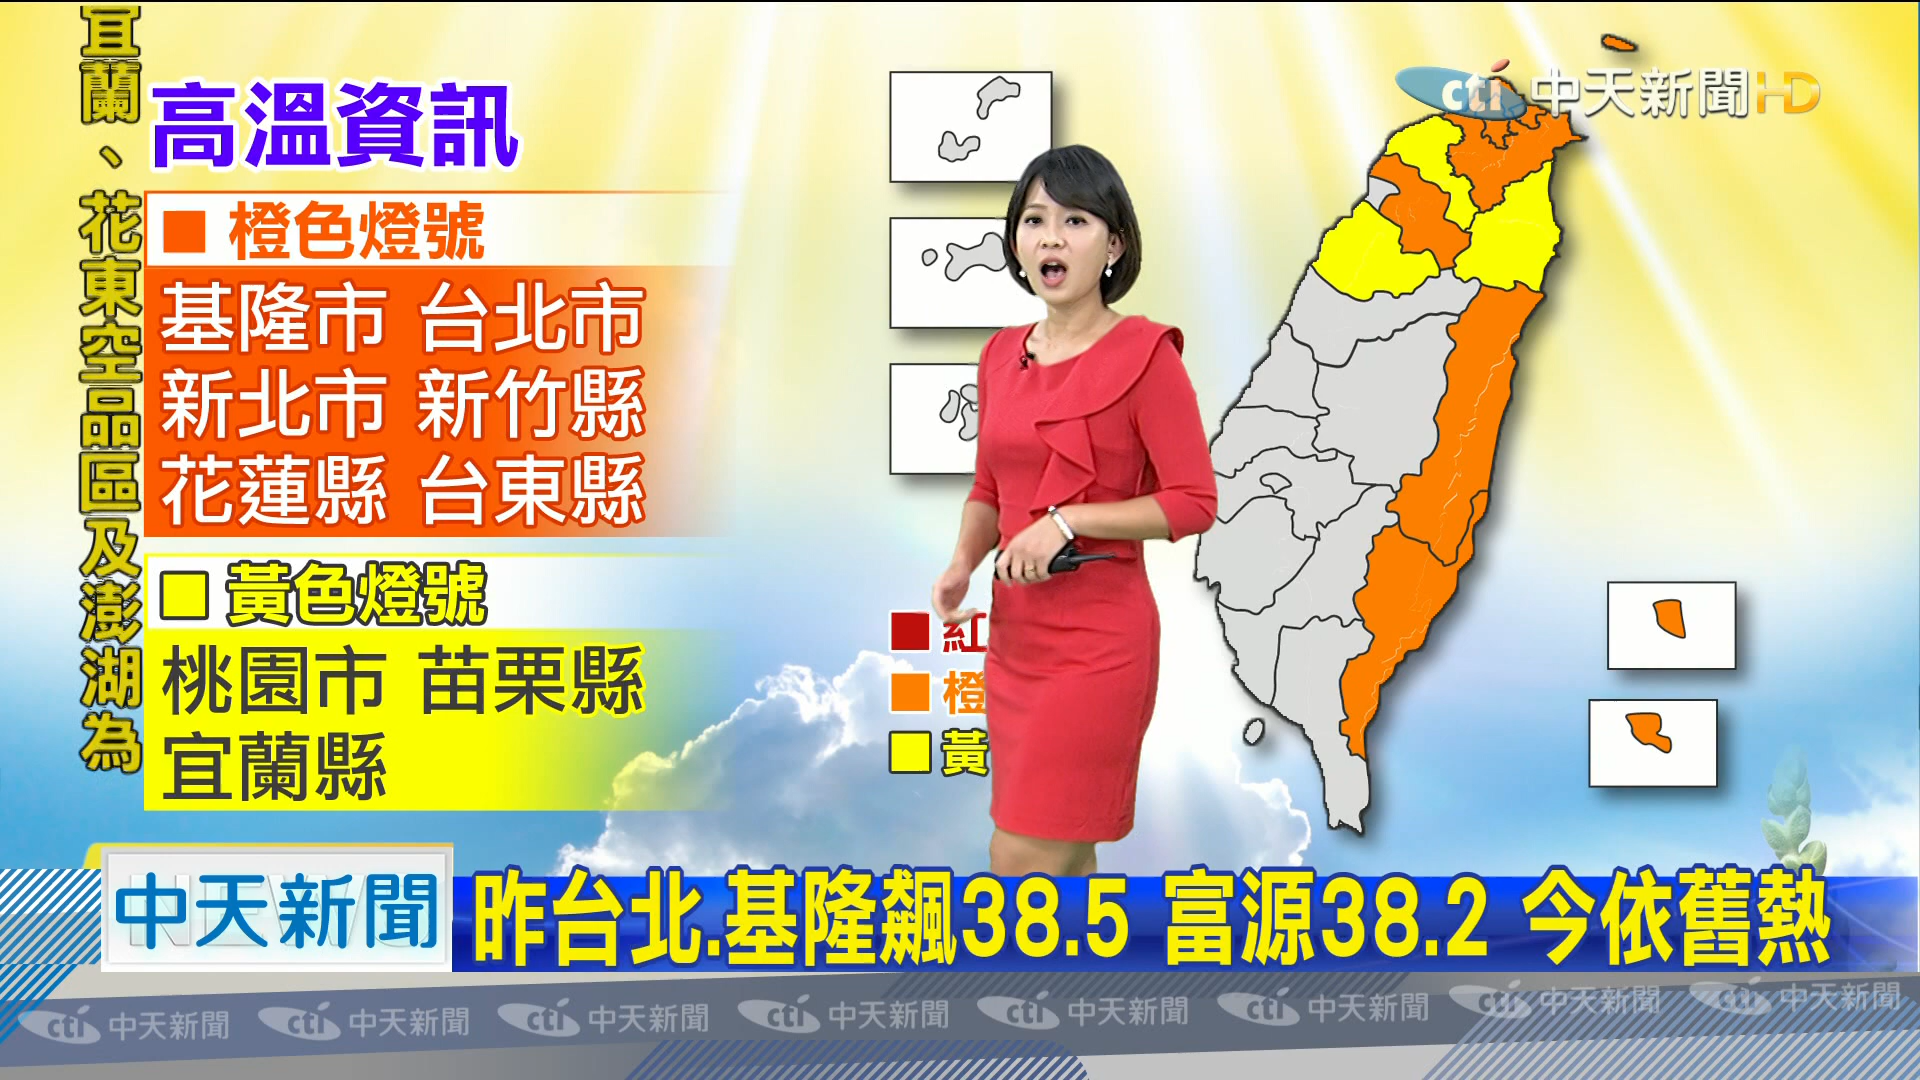 宜蘭、花東空品區及澎湖為
高溫資訊
橙色燈號
基隆市 台北市
新北市 新竹縣
花蓮縣 台東縣
黃色燈號
桃園市 苗栗縣
宜蘭縣
紅
橙
黃
cti 中天新聞HD
中天新聞
昨台北.基隆飆38.5 富源38.2 今依舊熱
cti 中天新聞 cti 中天新聞 cti 中天新聞 cti 中天新聞 cti 中天新聞 cti 中天新聞 cti 中天新聞 cti 中天新聞